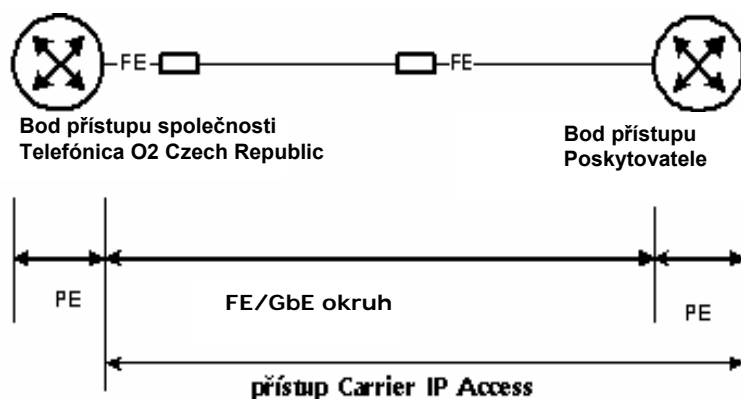 FE
FE
Bod přístupu společnosti
Telefónica O2 Czech Republic
Bod přístupu
Poskytovatele
PE
FE/GbE okruh
PE
přístup Carrier IP Access